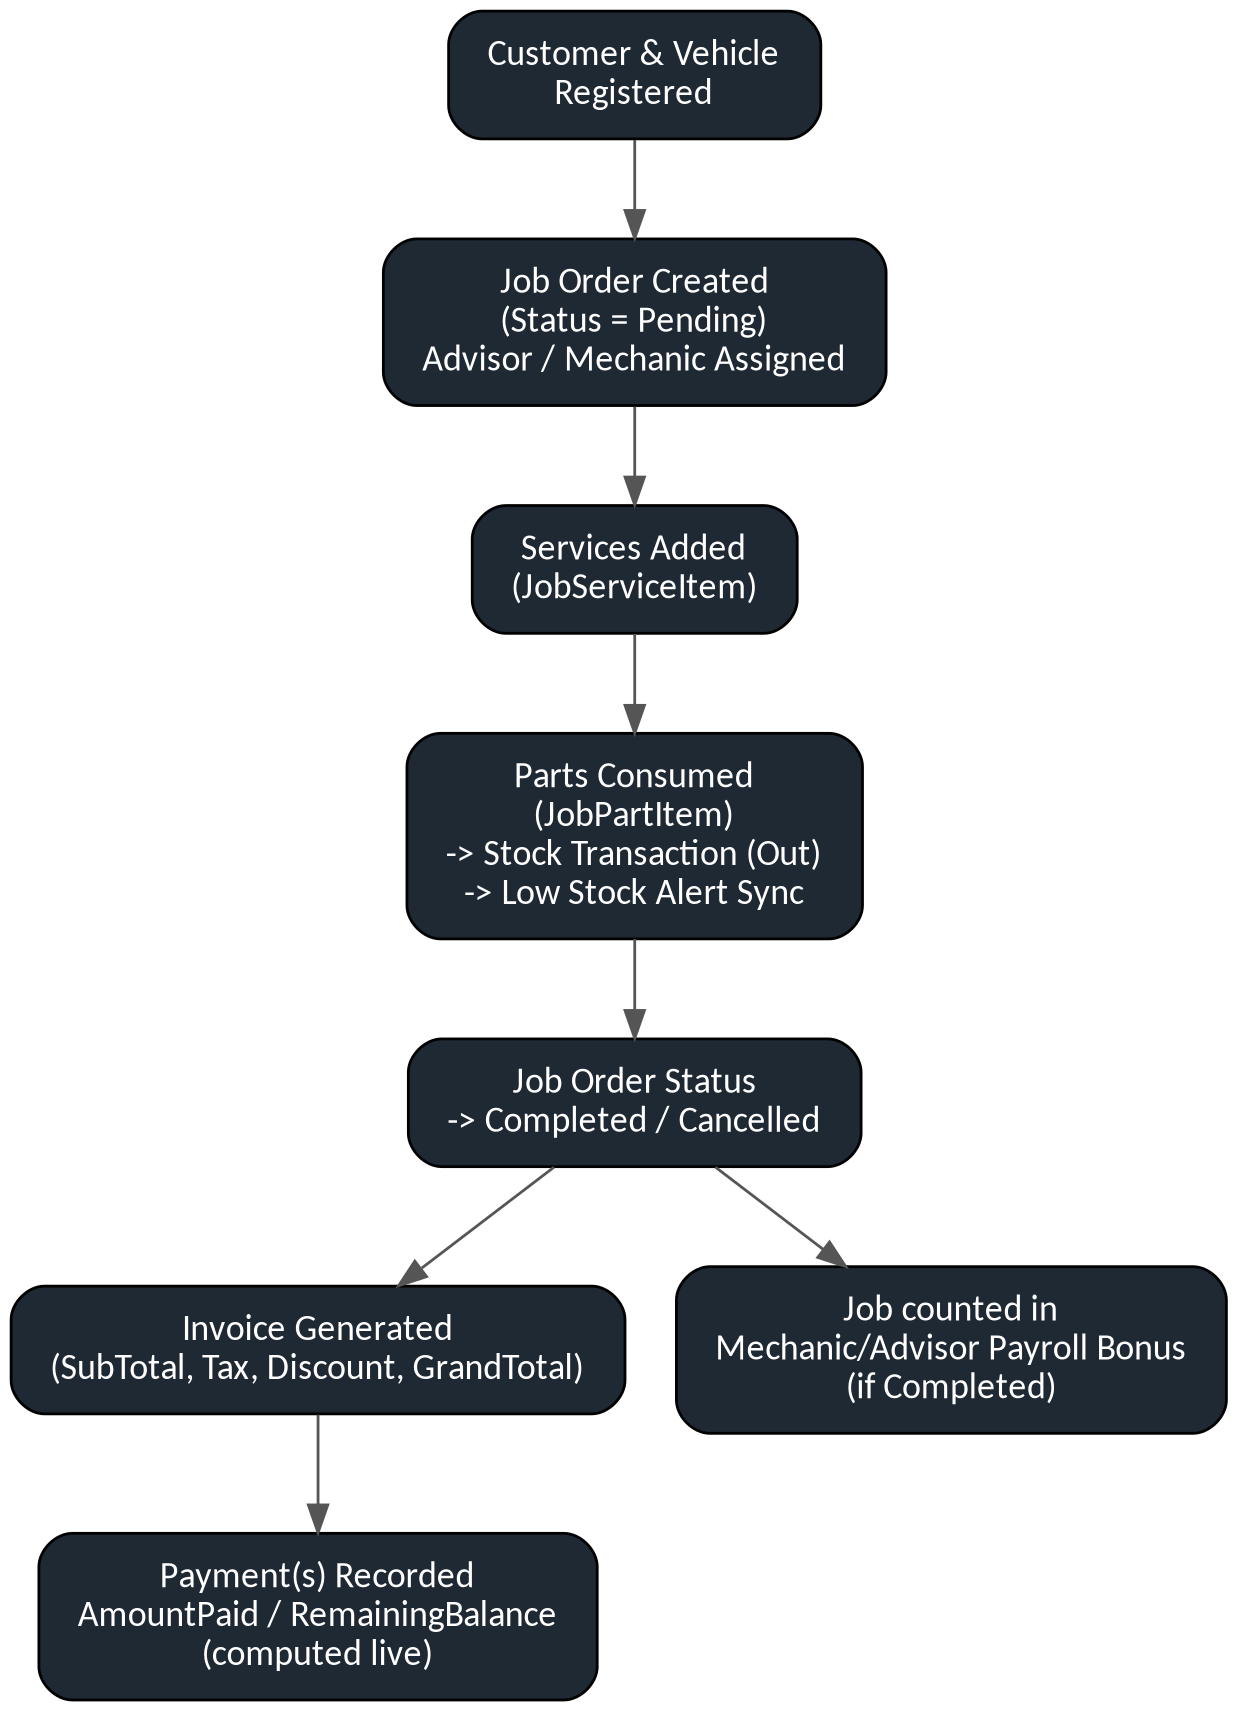 Customer & Vehicle
Registered
Job Order Created
(Status = Pending)
Advisor / Mechanic Assigned
Services Added
(JobServiceItem)
Parts Consumed
(JobPartItem)
-> Stock Transaction (Out)
-> Low Stock Alert Sync
Job Order Status
-> Completed / Cancelled
Invoice Generated
(SubTotal, Tax, Discount, GrandTotal)
Job counted in
Mechanic/Advisor Payroll Bonus
(if Completed)
Payment(s) Recorded
AmountPaid / RemainingBalance
(computed live)